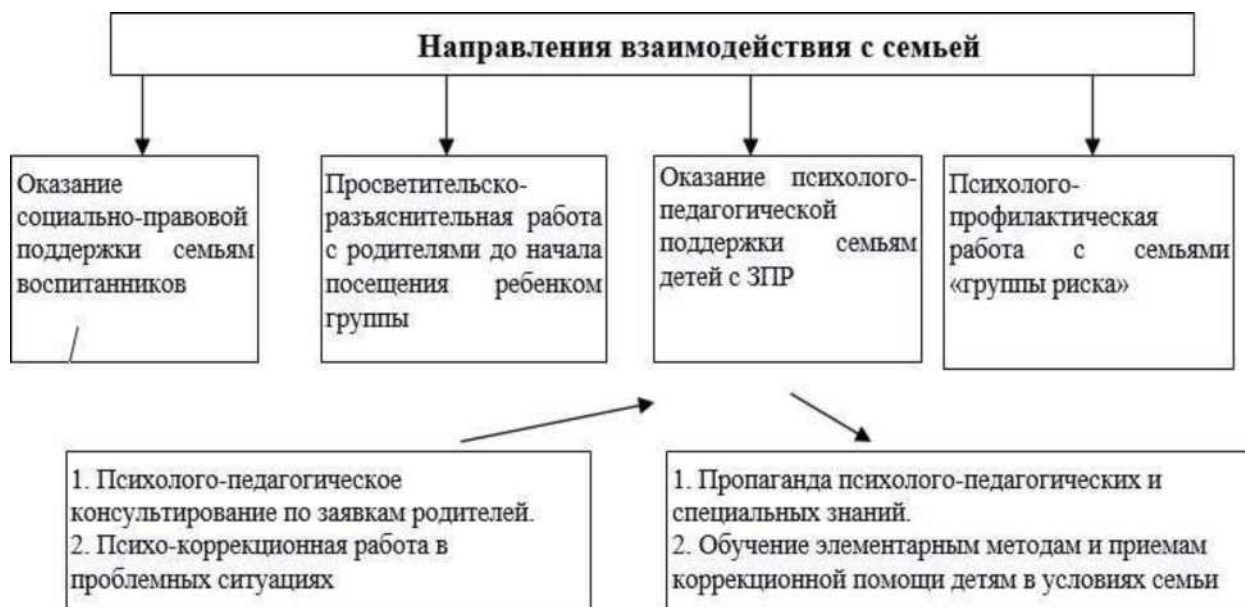 Направления взаимодействия с семьей
Оказание
социально-правовой
поддержки семьям
воспитанников
Просветительско-
разъяснительная работа
с родителями до начала
посещения ребенком
группы
Оказание психолого-
педагогической
поддержки семьям
детей с ЗПР
Психолого-
профилактическая
работа с семьями
«группы риска»
1. Психолого-педагогическое
консультирование по заявкам родителей.
2. Психо-коррекционная работа в
проблемных ситуациях
1. Пропаганда психолого-педагогических и
специальных знаний.
2. Обучение элементарным методам и приемам
коррекционной помощи детям в условиях семьи